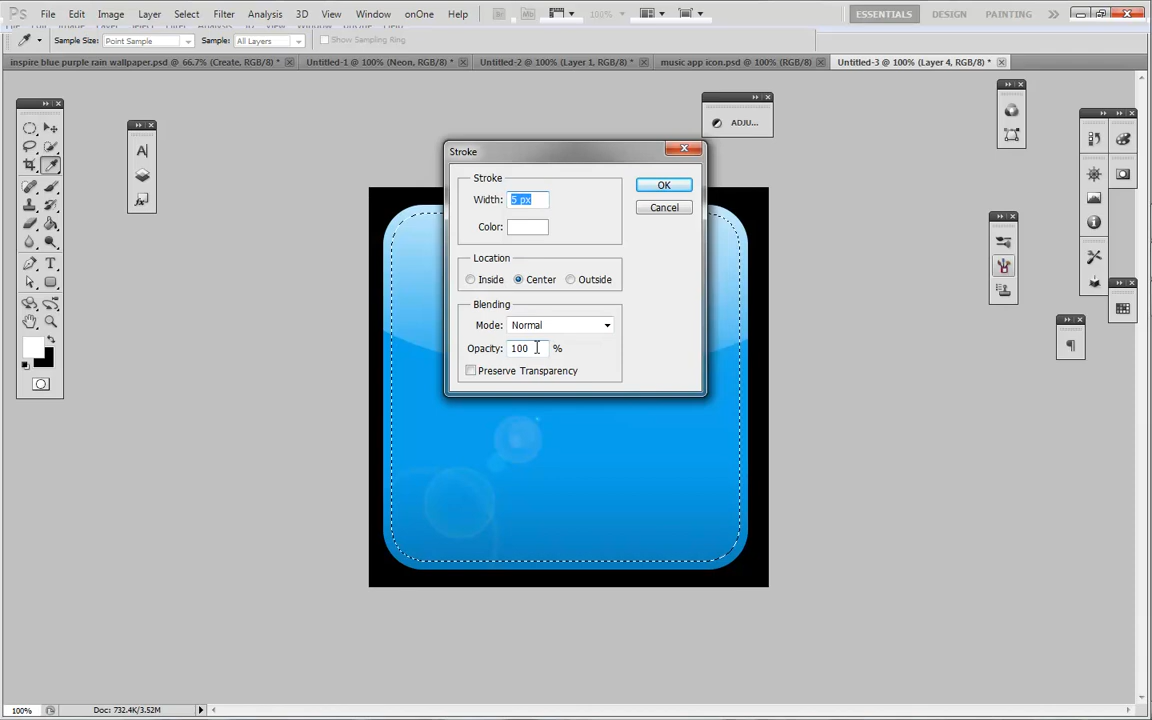 Ps File Edit Image Layer Select Filter Analysis 3D View Window onOne Help Br Mb 100% ESSENTIALS DESIGN PAINTING
Sample Size: Point Sample Sample: All Layers Show Sampling Ring
inspire blue purple rain wallpaper.psd @ 66.7% (Create, RGB/8) * Untitled-1 @ 100% (Neon, RGB/8) * Untitled-2 @ 100% (Layer 1, RGB/8) * music app icon.psd @ 100% (RGB/8) Untitled-3 @ 100% (Layer 4, RGB/8) *
ADJU...
Stroke
Stroke
Width: 5 px
OK
Color:
Cancel
Location
Inside Center Outside
Blending
Mode: Normal
Opacity: 100 %
Preserve Transparency
100% Doc: 732.4K/3.52M